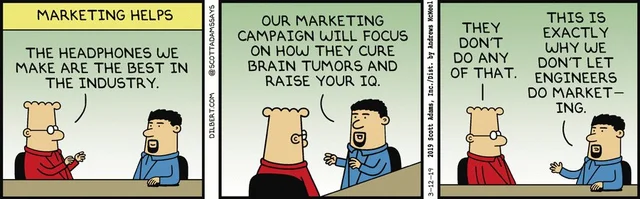 MARKETING HELPS
THE HEADPHONES WE
MAKE ARE THE BEST IN
THE INDUSTRY.
DILBERT.COM @SCOTTADAMSSAYS
OUR MARKETING
CAMPAIGN WILL FOCUS
ON HOW THEY CURE
BRAIN TUMORS AND
RAISE YOUR IQ.
3-12-19 2019 Scott Adams, Inc./Dist. by Andrews McMeel
THEY
DON'T
DO ANY
OF THAT.
THIS IS
EXACTLY
WHY WE
DON'T LET
ENGINEERS
DO MARKET-
ING.